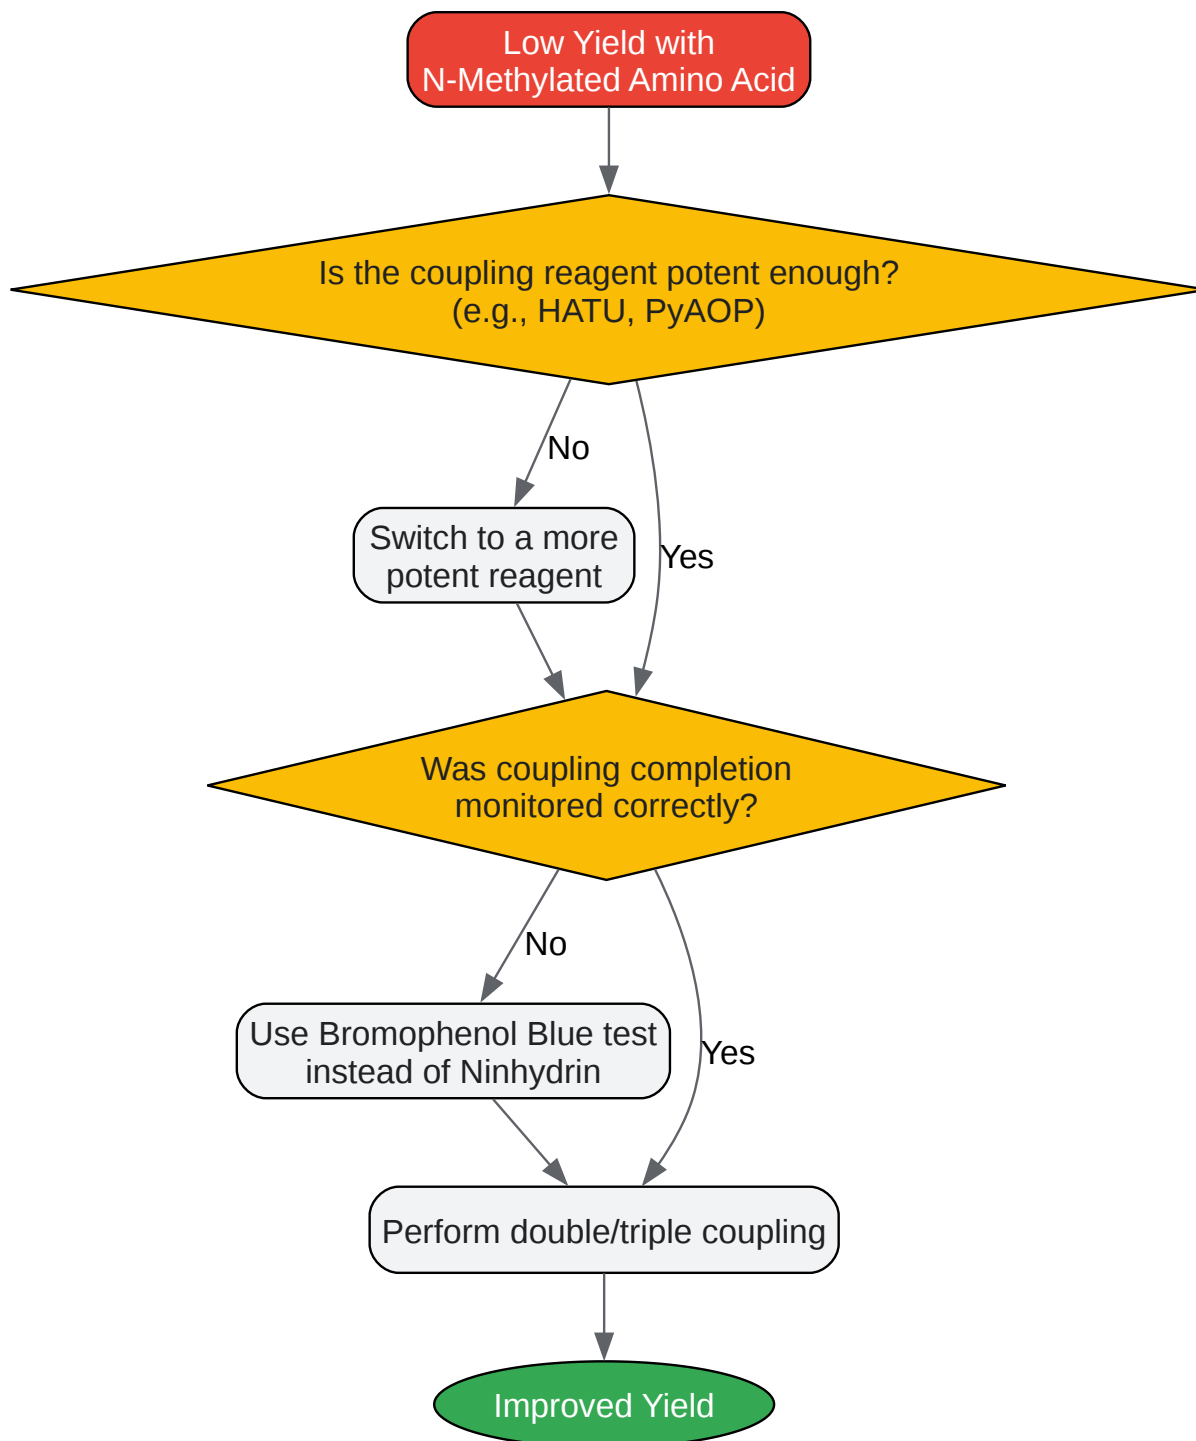 Low Yield with
N-Methylated Amino Acid
Is the coupling reagent potent enough?
(e.g., HATU, PyAOP)
No
Switch to a more
potent reagent
Yes
Was coupling completion
monitored correctly?
No
Use Bromophenol Blue test
instead of Ninhydrin
Yes
Perform double/triple coupling
Improved Yield